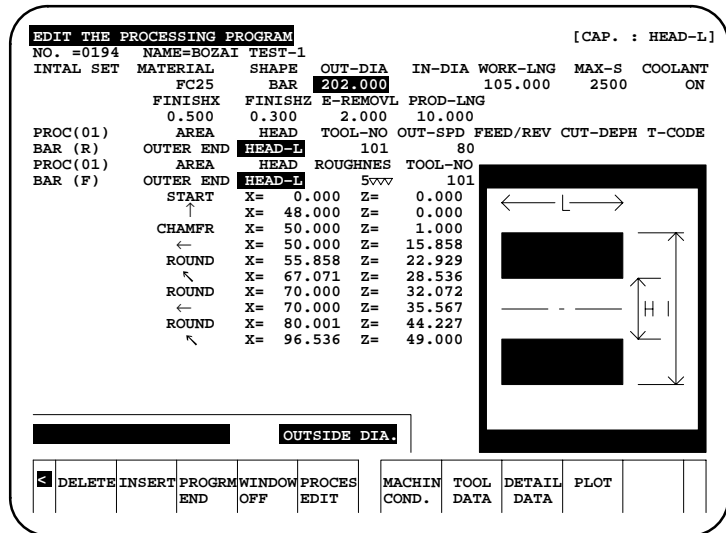 EDIT THE PROCESSING PROGRAM [CAP. : HEAD-L]
NO. =0194 NAME=BOZAI TEST-1
INTAL SET MATERIAL SHAPE OUT-DIA IN-DIA WORK-LNG MAX-S COOLANT
FC25 BAR 202.000 105.000 2500 ON
FINISHX FINISHZ E-REMOVL PROD-LNG
0.500 0.300 2.000 10.000
PROC(01) AREA HEAD TOOL-NO OUT-SPD FEED/REV CUT-DEPH T-CODE
BAR (R) OUTER END HEAD-L 101 80
PROC(01) AREA HEAD ROUGHNES TOOL-NO
BAR (F) OUTER END HEAD-L 5▽▽▽ 101
START X= 0.000 Z= 0.000
↑ X= 48.000 Z= 0.000
CHAMFR X= 50.000 Z= 1.000
← X= 50.000 Z= 15.858
ROUND X= 55.858 Z= 22.929
↖ X= 67.071 Z= 28.536
ROUND X= 70.000 Z= 32.072
← X= 70.000 Z= 35.567
ROUND X= 80.001 Z= 44.227
↖ X= 96.536 Z= 49.000
L
H I
OUTSIDE DIA.
< DELETE INSERT PROGRM WINDOW PROCES MACHIN TOOL DETAIL PLOT
END OFF EDIT COND. DATA DATA